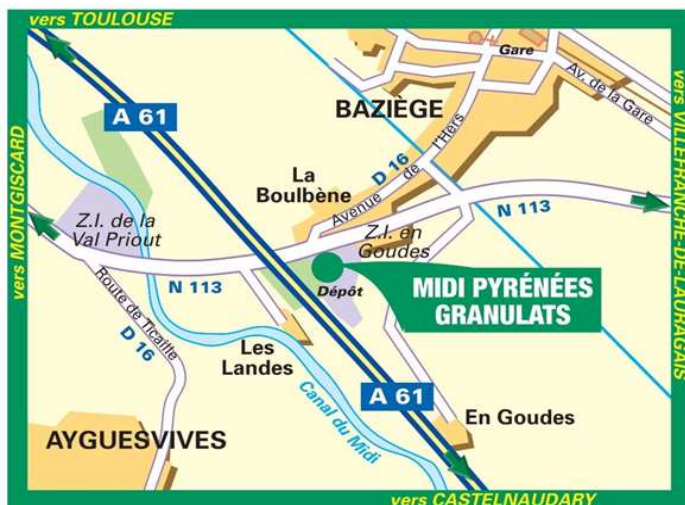 vers TOULOUSE
Gare
Av. de la Gare
A 61
BAZIÈGE
vers VILLEFRANCHE-DE-LAURAGAIS
D 16
Avenue de l'Hers
La
Boulbène
vers MONTGISCARD
Z.I. de la
Val Priout
Z.I. en
Goudes
N 113
N 113
Dépôt
MIDI PYRÉNÉES
GRANULATS
Route de Ticaille
D 16
Les
Landes
Canal du Midi
A 61
En Goudes
AYGUESVIVES
vers CASTELNAUDARY